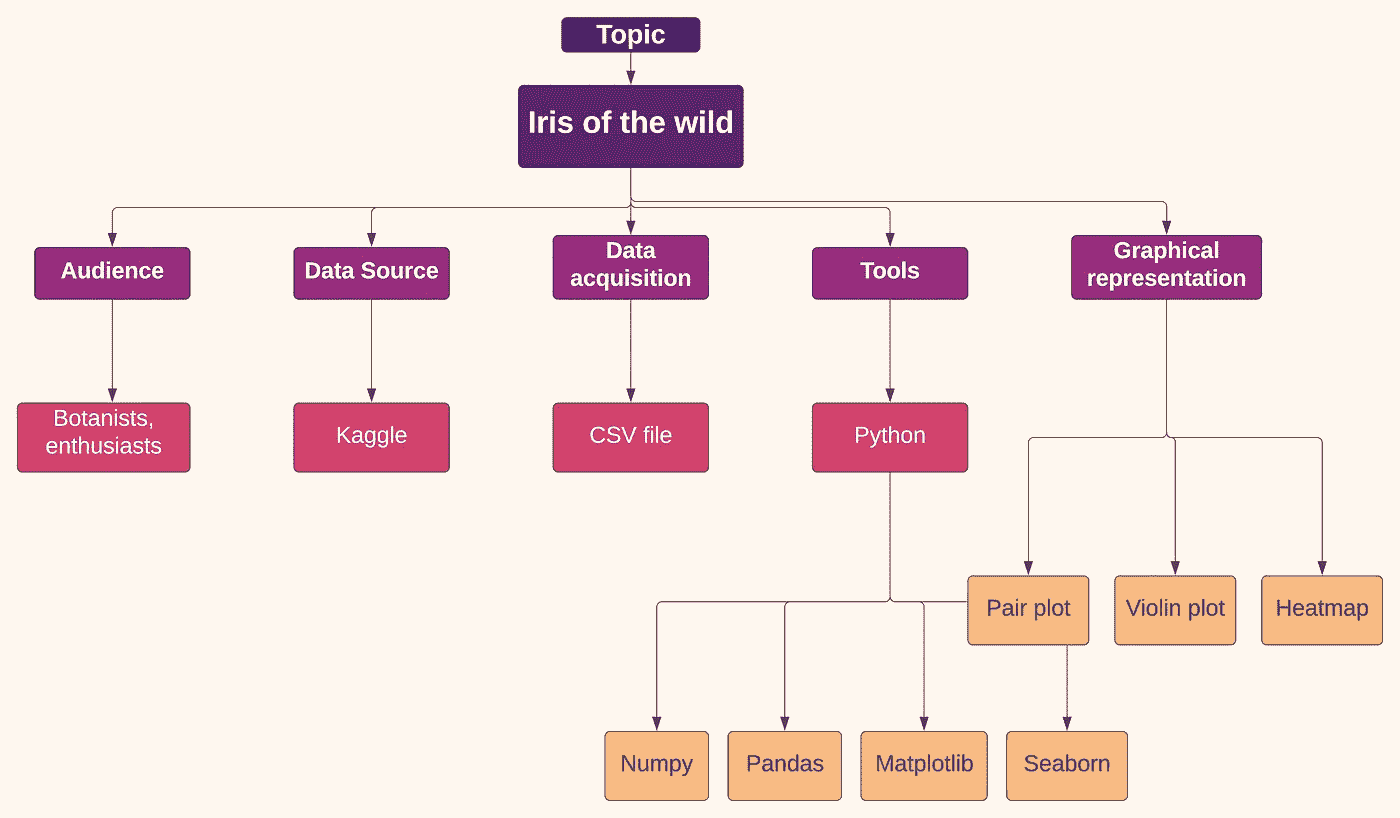 Topic
Iris of the wild
Audience
Data Source
Data
acquisition
Tools
Graphical
representation
Botanists,
enthusiasts
Kaggle
CSV file
Python
Pair plot
Violin plot
Heatmap
Numpy
Pandas
Matplotlib
Seaborn